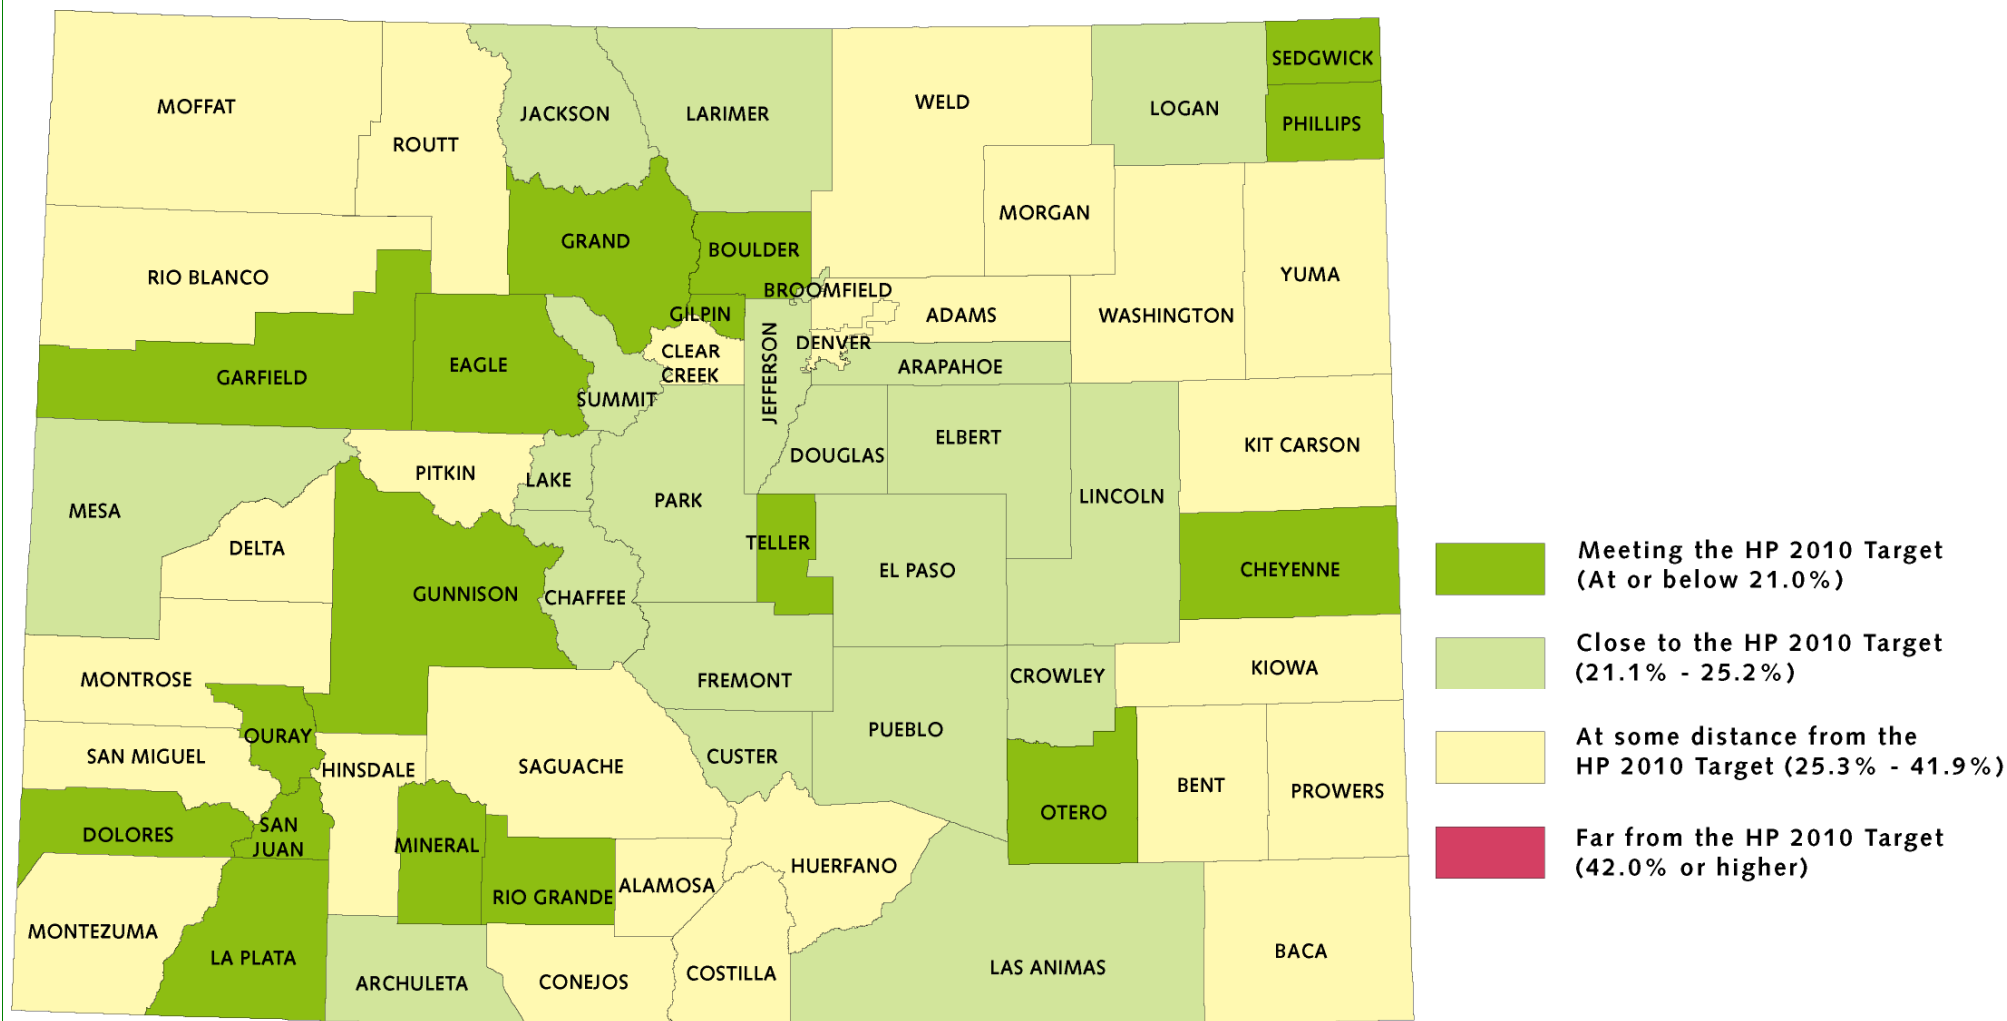 SEDGWICK
MOFFAT
WELD
JACKSON
LARIMER
LOGAN
PHILLIPS
ROUTT
MORGAN
GRAND
BOULDER
RIO BLANCO
YUMA
BROOMFIELD
GILPIN
ADAMS
WASHINGTON
DENVER
CLEAR
CREEK
JEFFERSON
EAGLE
ARAPAHOE
GARFIELD
SUMMIT
ELBERT
KIT CARSON
DOUGLAS
PITKIN
LAKE
LINCOLN
PARK
MESA
TELLER
DELTA
EL PASO
CHEYENNE
GUNNISON
CHAFFEE
KIOWA
CROWLEY
MONTROSE
FREMONT
PUEBLO
OURAY
SAN MIGUEL
CUSTER
SAGUACHE
HINSDALE
BENT
PROWERS
OTERO
SAN
JUAN
DOLORES
MINERAL
HUERFANO
ALAMOSA
RIO GRANDE
MONTEZUMA
BACA
LA PLATA
LAS ANIMAS
COSTILLA
CONEJOS
ARCHULETA
Meeting the HP 2010 Target
(At or below 21.0%)
Close to the HP 2010 Target
(21.1% - 25.2%)
At some distance from the
HP 2010 Target (25.3% - 41.9%)
Far from the HP 2010 Target
(42.0% or higher)